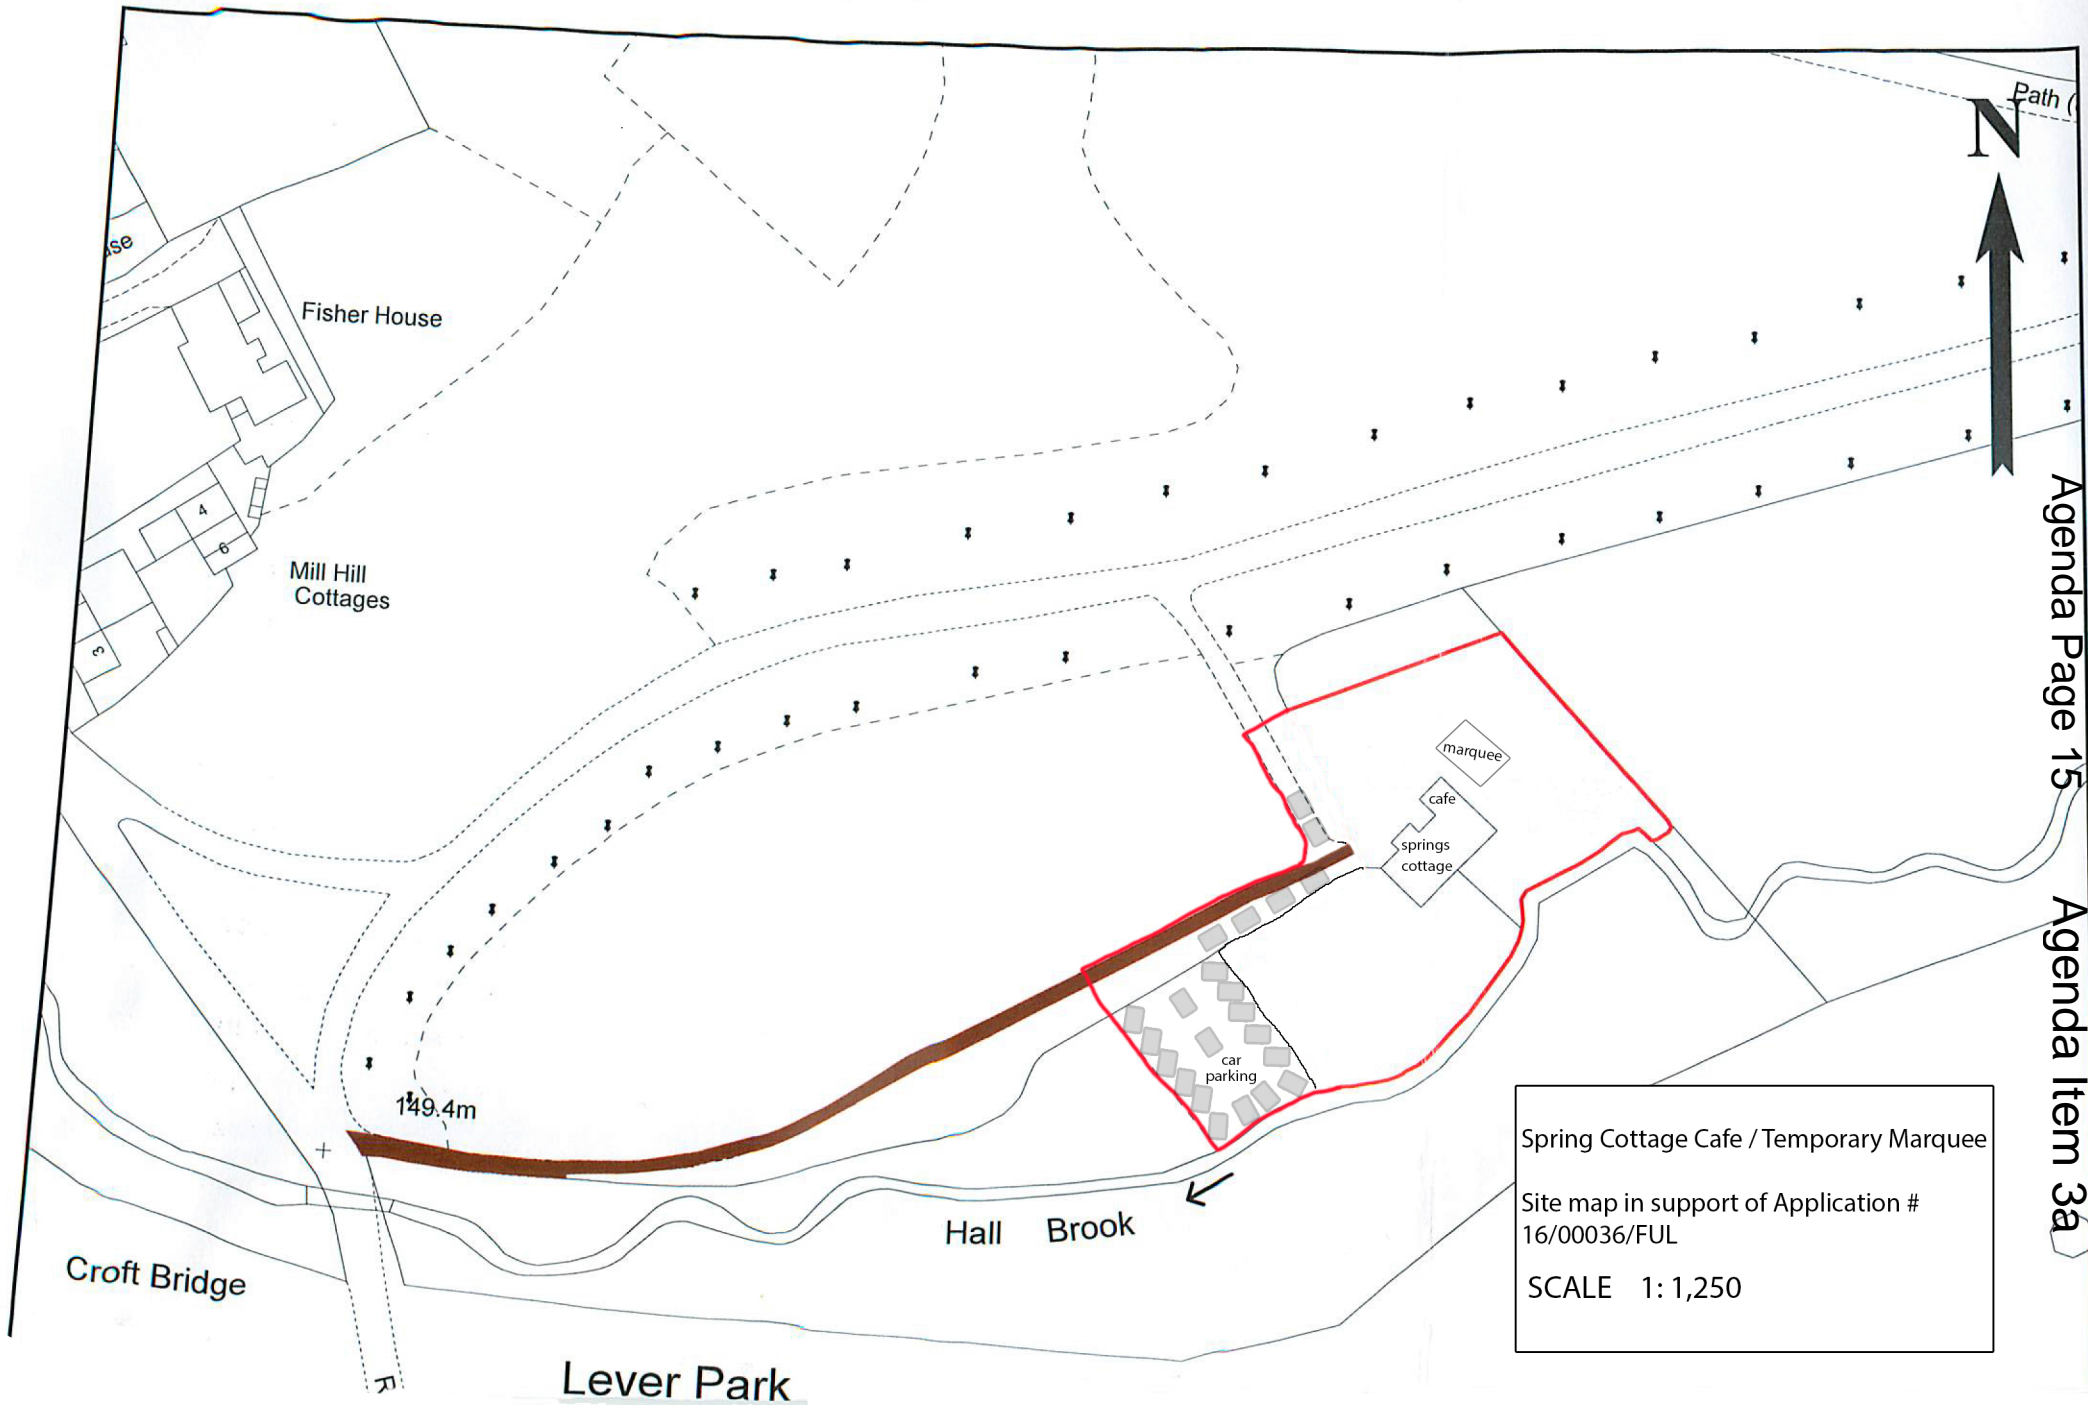 Path (
N
se
Fisher House
4
6
Mill Hill
Cottages
3
marquee
cafe
springs
cottage
car
parking
149.4m
Hall Brook
Croft Bridge
Lever Park
R
Spring Cottage Cafe / Temporary Marquee
Site map in support of Application #
16/00036/FUL
SCALE 1: 1,250
Agenda Page 15
Agenda Item 3a